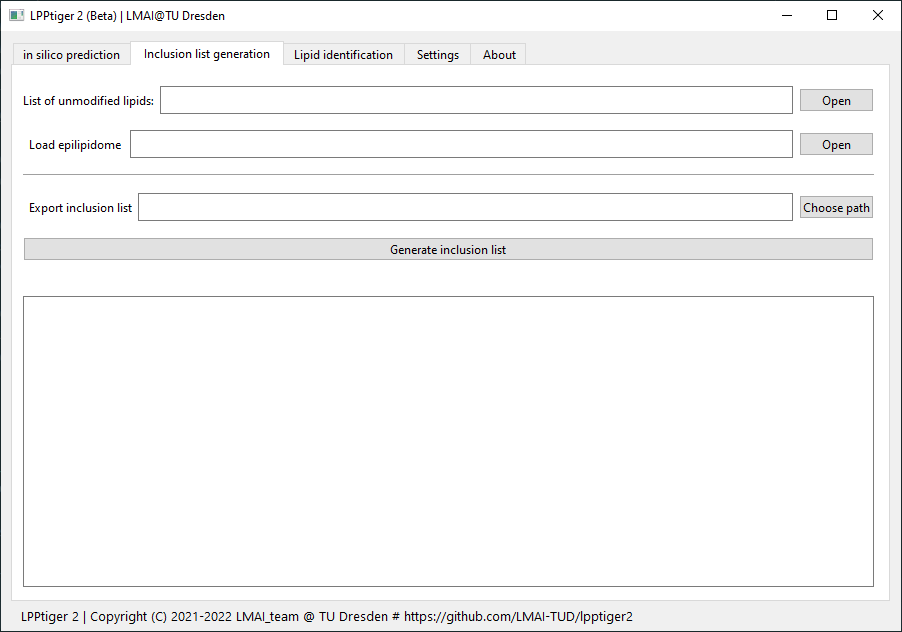 LPPtiger 2 (Beta) | LMAI@TU Dresden
in silico prediction Inclusion list generation Lipid identification Settings About
List of unmodified lipids: Open
Load epilipidome Open
Export inclusion list Choose path
Generate inclusion list
LPPtiger 2 | Copyright (C) 2021-2022 LMAI_team @ TU Dresden # https://github.com/LMAI-TUD/lpptiger2